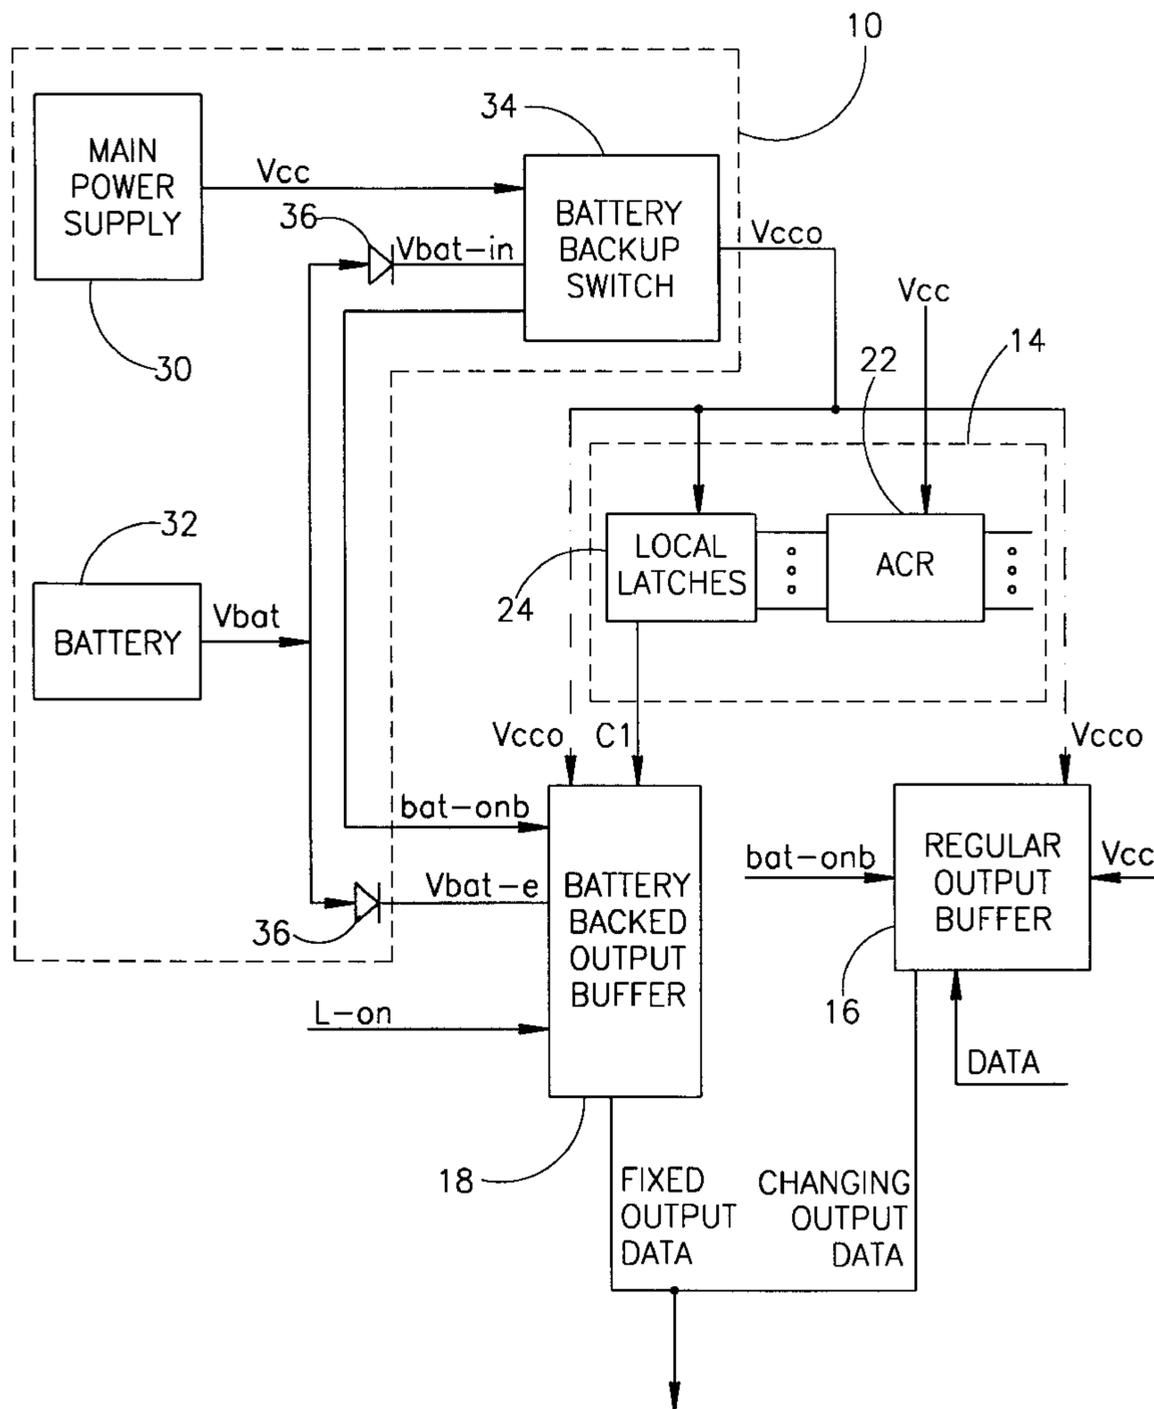 10
MAIN
POWER
SUPPLY
30
Vcc
34
BATTERY
BACKUP
SWITCH
36
Vbat-in
Vcco
Vcc
14
22
LOCAL
LATCHES
ACR
24
32
BATTERY
Vbat
Vcco
C1
Vcco
bat-onb
Vbat-e
36
L-on
BATTERY
BACKED
OUTPUT
BUFFER
18
bat-onb
REGULAR
OUTPUT
BUFFER
Vcc
16
DATA
FIXED
OUTPUT
DATA
CHANGING
OUTPUT
DATA